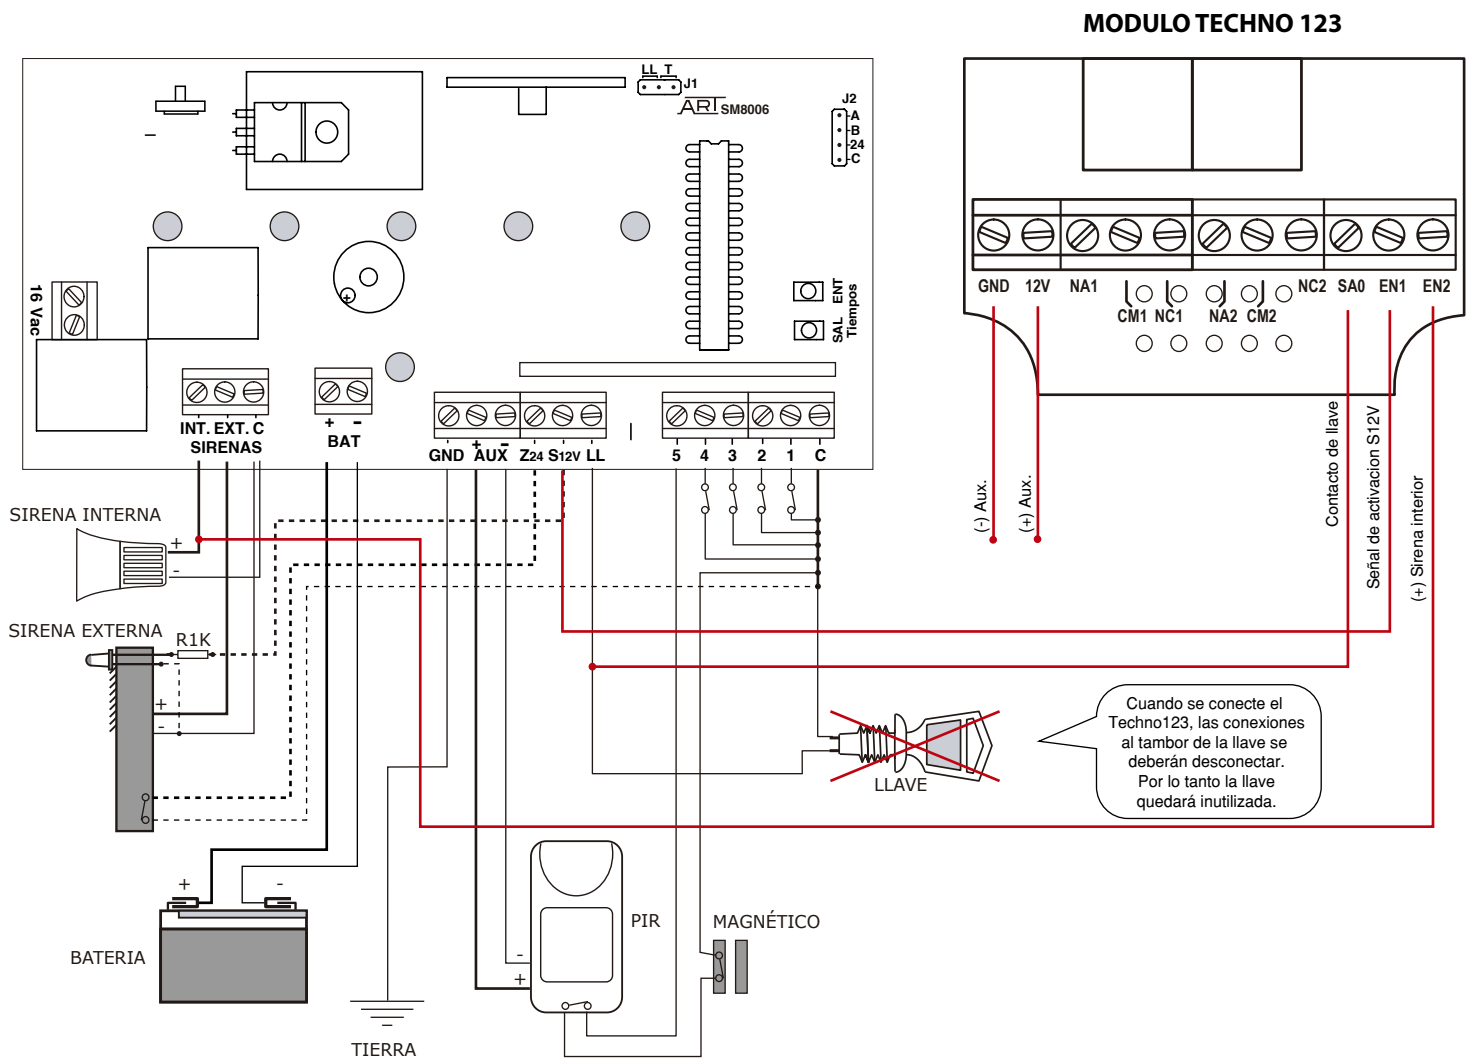 MODULO TECHNO 123
LL T
J1
ART SM8006
J2
A
B
24
C
16 Vac
ENT
SAL
Tiempos
INT. EXT. C
SIRENAS
+ -
BAT
+ -
GND AUX Z24 S12V LL
5 4 3 2 1 C
GND 12V NA1 CM1 NC1 NA2 CM2 NC2 SA0 EN1 EN2
(-) Aux.
(+) Aux.
Contacto de llave
Señal de activacion S12V
(+) Sirena interior
SIRENA INTERNA
+
-
SIRENA EXTERNA
R1K
+
-
Cuando se conecte el
Techno123, las conexiones
al tambor de la llave se
deberán desconectar.
Por lo tanto la llave
quedará inutilizada.
LLAVE
+ -
BATERIA
TIERRA
PIR
-
+
MAGNÉTICO